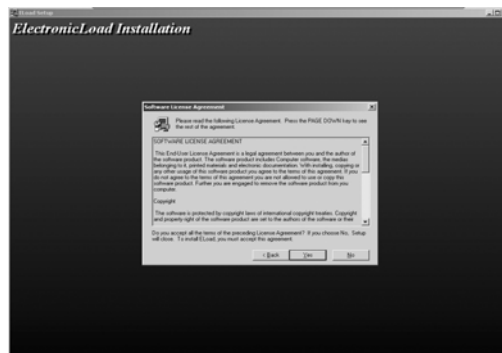 ELoad Setup
ElectronicLoad Installation
Software License Agreement
Please read the following License Agreement. Press the PAGE DOWN key to see
the rest of the agreement.
SOFTWARE LICENSE AGREEMENT
This End-User License Agreement is a legal agreement between you and the author of
the software product. The software product includes Computer software, the medias
belonging to it, printed materials and electronic documentation. With installing, copying or
any other usage of this software product you agree to the terms of this agreement. If you
do not agree to the terms of this agreement you are not allowed to use or copy this
software product. Further you are engaged to remove the software product from you
computer.
Copyright
The software is protected by copyright laws of international copyright treaties. Copyright
and property right of the software product are set to the authors of the software or their
Do you accept all the terms of the preceding License Agreement? If you choose No, Setup
will close. To install ELoad, you must accept this agreement.
< Back Yes No